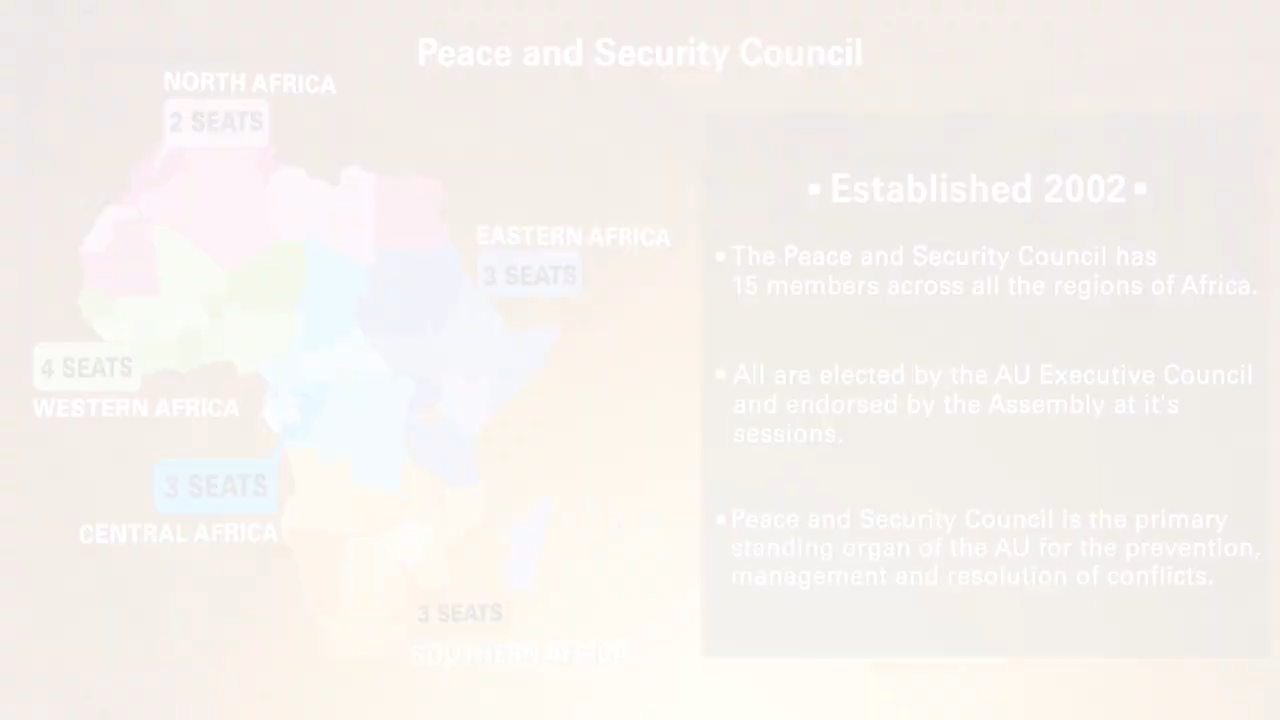 Peace and Security Council
NORTH AFRICA
2 SEATS
EASTERN AFRICA
3 SEATS
4 SEATS
WESTERN AFRICA
3 SEATS
CENTRAL AFRICA
3 SEATS
SOUTHERN AFRICA
▪ Established 2002 ▪
• The Peace and Security Council has
15 members across all the regions of Africa.
• All are elected by the AU Executive Council
and endorsed by the Assembly at it's
sessions.
• Peace and Security Council is the primary
standing organ of the AU for the prevention,
management and resolution of conflicts.